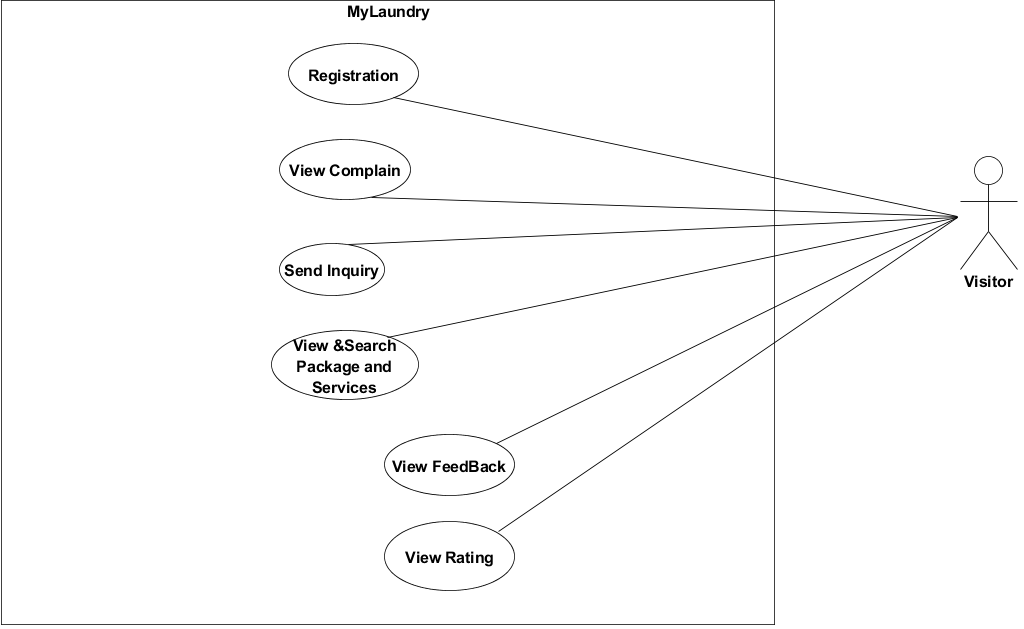 MyLaundry
Registration
View Complain
Send Inquiry
Visitor
View &Search
Package and
Services
View FeedBack
View Rating